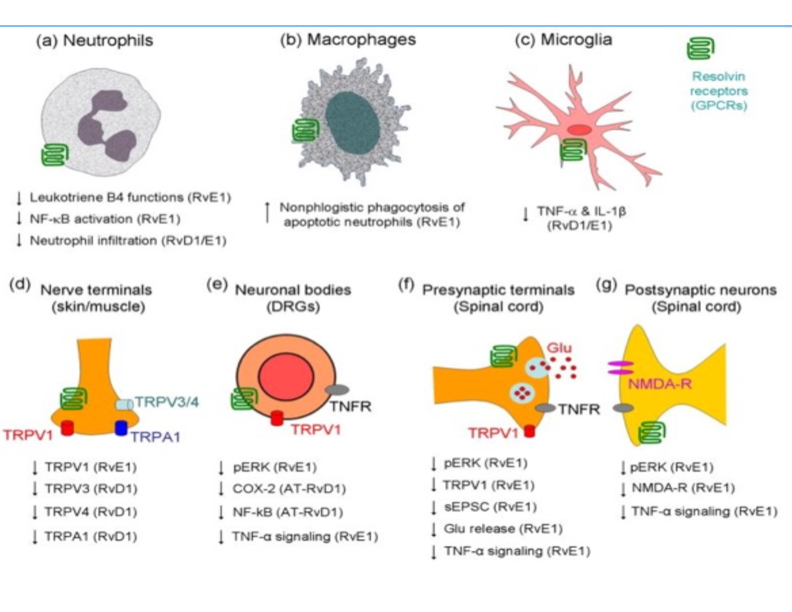 (a) Neutrophils
(b) Macrophages
(c) Microglia
Resolvin
receptors
(GPCRs)
↓ Leukotriene B4 functions (RvE1)
↓ NF-κB activation (RvE1)
↓ Neutrophil infiltration (RvD1/E1)
↑ Nonphlogistic phagocytosis of
apoptotic neutrophils (RvE1)
↓ TNF-α & IL-1β
(RvD1/E1)
(d) Nerve terminals
(skin/muscle)
TRPV3/4
TRPV1
TRPA1
↓ TRPV1 (RvE1)
↓ TRPV3 (RvD1)
↓ TRPV4 (RvD1)
↓ TRPA1 (RvD1)
(e) Neuronal bodies
(DRGs)
TNFR
TRPV1
↓ pERK (RvE1)
↓ COX-2 (AT-RvD1)
↓ NF-kB (AT-RvD1)
↓ TNF-α signaling (RvE1)
(f) Presynaptic terminals
(Spinal cord)
Glu
TNFR
TRPV1
↓ pERK (RvE1)
↓ TRPV1 (RvE1)
↓ sEPSC (RvE1)
↓ Glu release (RvE1)
↓ TNF-α signaling (RvE1)
(g) Postsynaptic neurons
(Spinal cord)
NMDA-R
↓ pERK (RvE1)
↓ NMDA-R (RvE1)
↓ TNF-α signaling (RvE1)